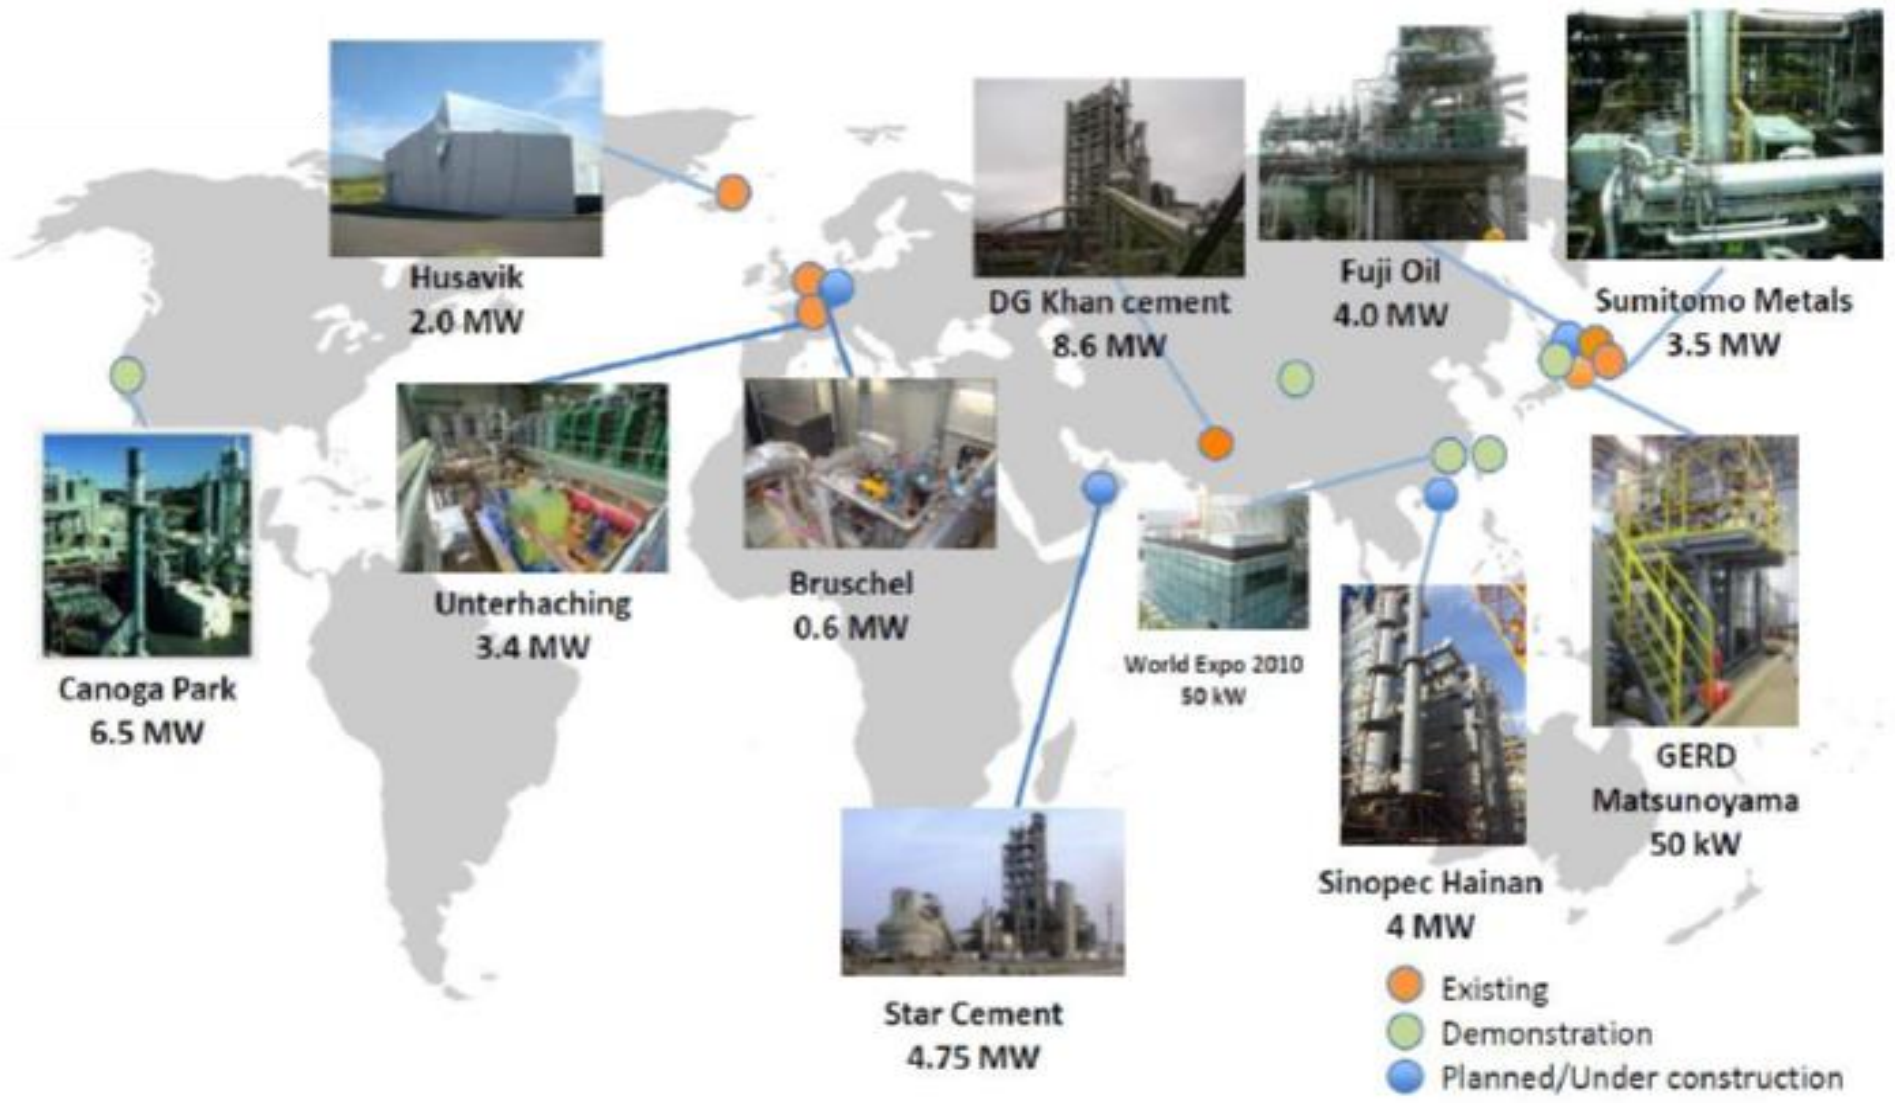 Husavik
2.0 MW
DG Khan cement
8.6 MW
Fuji Oil
4.0 MW
Sumitomo Metals
3.5 MW
Canoga Park
6.5 MW
Unterhaching
3.4 MW
Bruschel
0.6 MW
World Expo 2010
50 kW
GERD
Matsunoyama
50 kW
Sinopec Hainan
4 MW
Star Cement
4.75 MW
Existing
Demonstration
Planned/Under construction